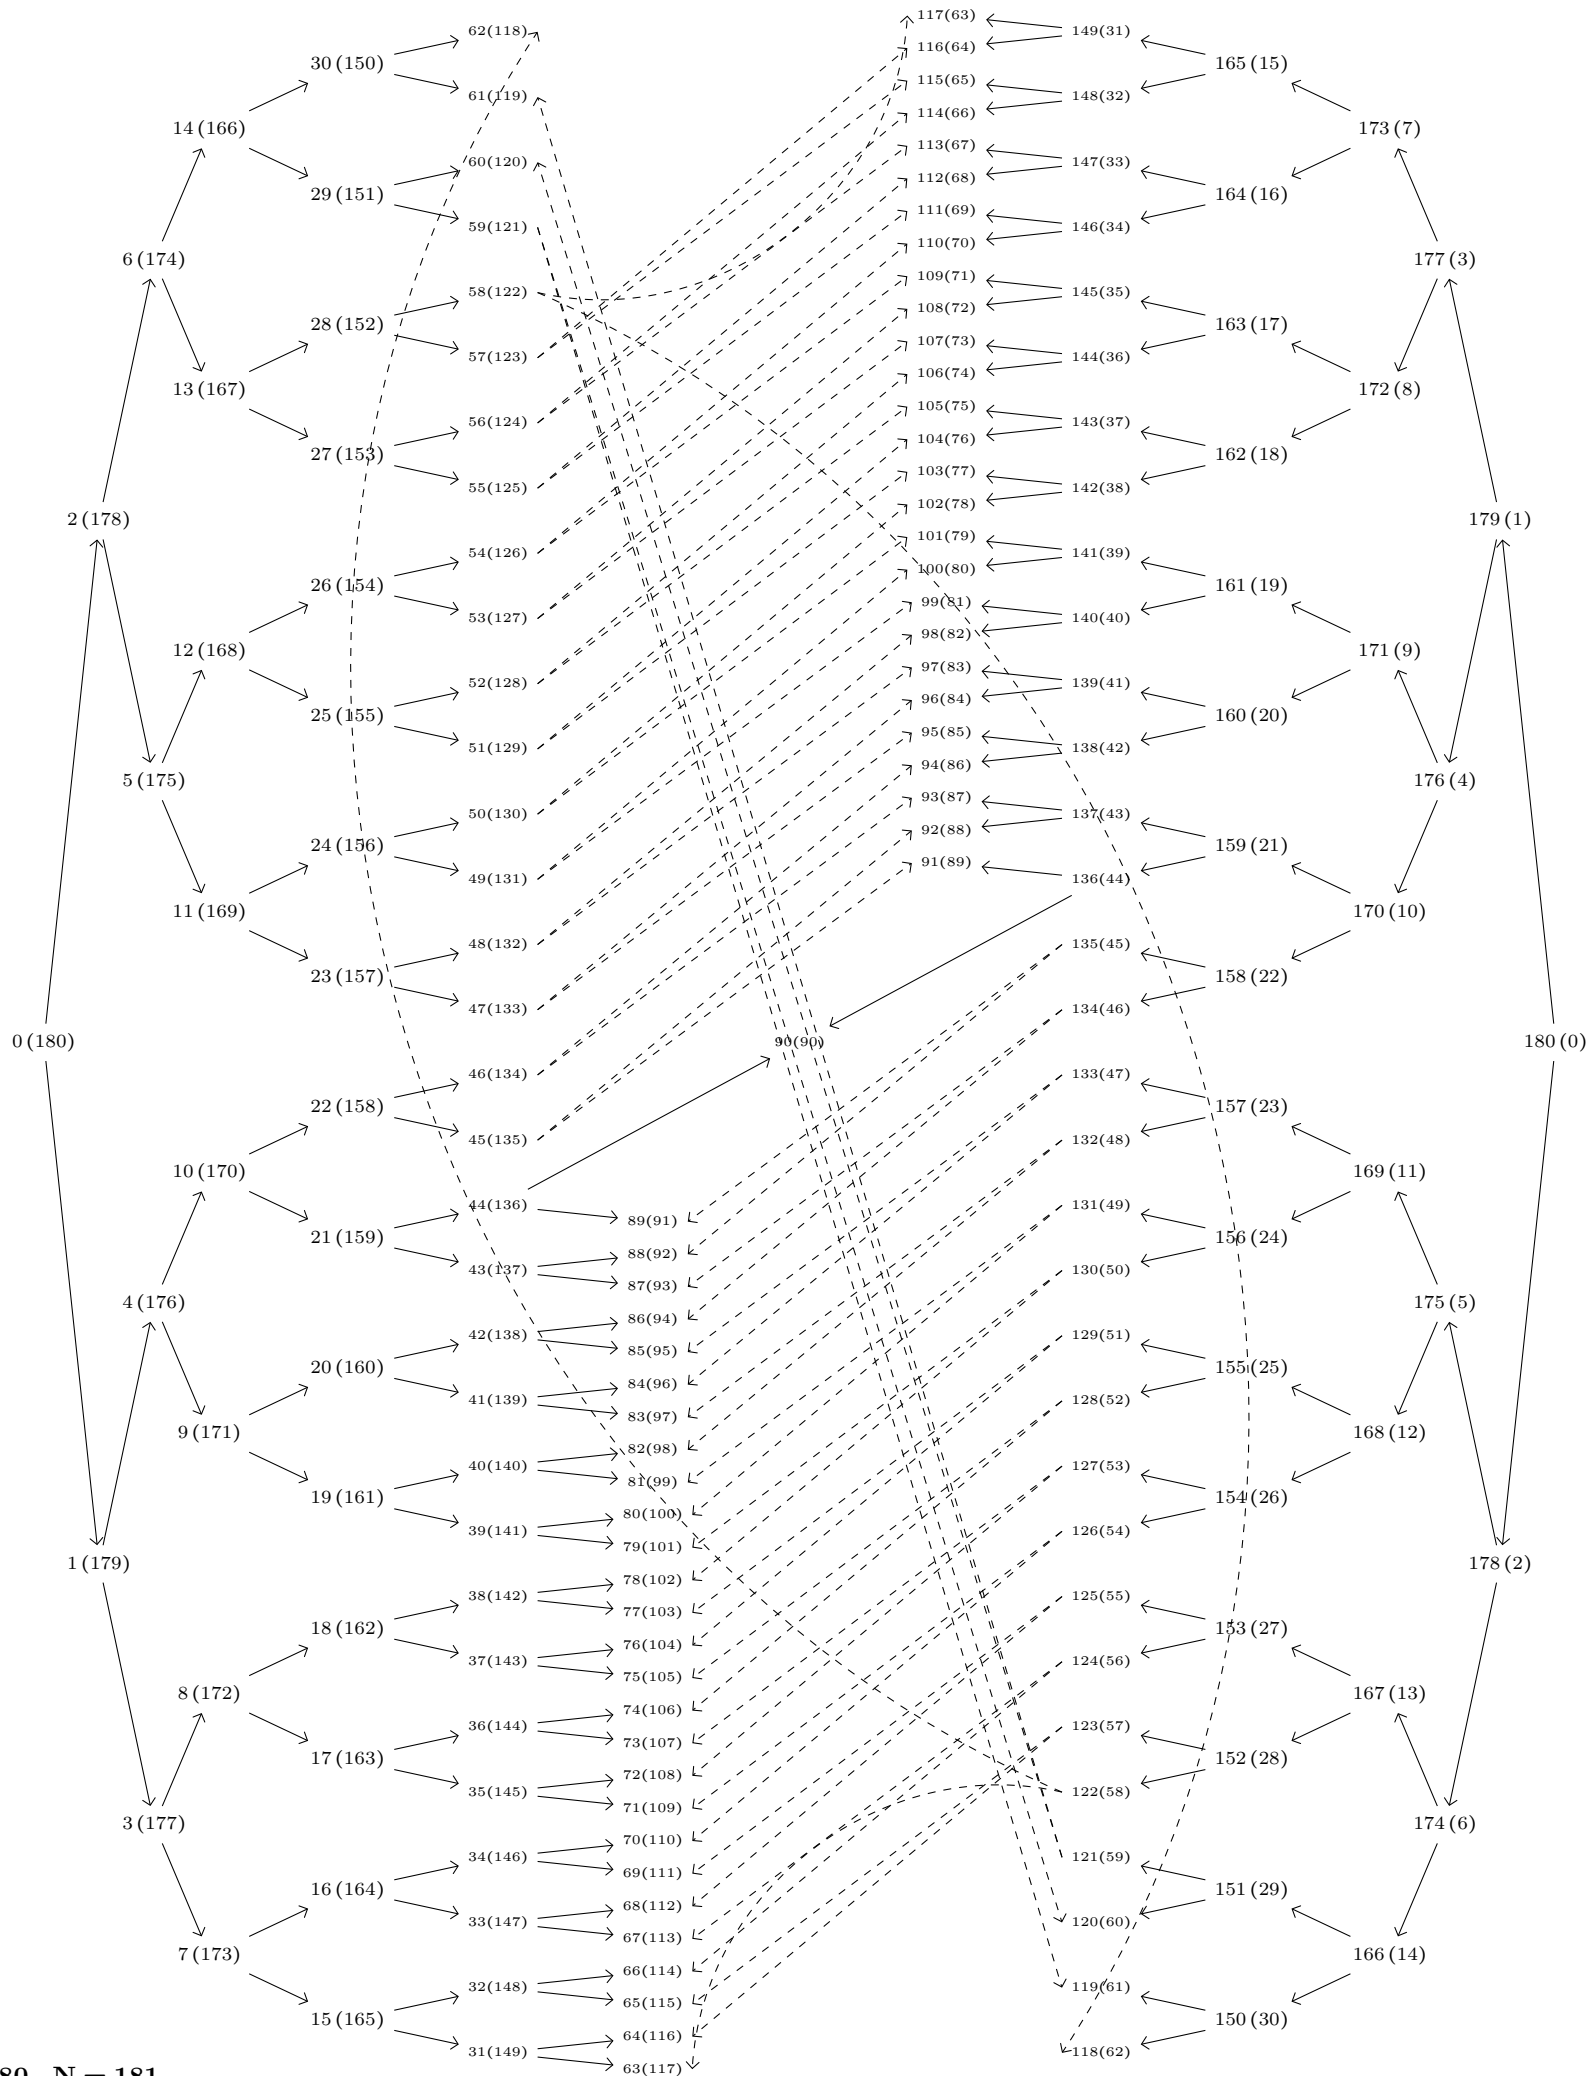 117(63)
62(118) 149(31)
116(64)
30 (150) 165 (15)
115(65)
61(119) 148(32)
114(66)
14 (166) 173 (7)
113(67)
60(120) 147(33)
112(68)
29 (151) 164 (16)
111(69)
59(121) 146(34)
110(70)
6 (174) 177 (3)
109(71)
58(122) 145(35)
108(72)
28 (152) 163 (17)
107(73)
57(123) 144(36)
106(74)
13 (167) 172 (8)
105(75)
56(124) 143(37)
104(76)
27 (153) 162 (18)
103(77)
55(125) 142(38)
102(78)
2 (178) 179 (1)
101(79)
54(126) 141(39)
100(80)
26 (154) 161 (19)
99(81)
53(127) 140(40)
98(82)
12 (168) 171 (9)
97(83)
52(128) 139(41)
96(84)
25 (155) 160 (20)
95(85)
51(129) 138(42)
94(86)
5 (175) 176 (4)
93(87)
50(130) 137(43)
92(88)
24 (156) 159 (21)
91(89)
49(131) 136(44)
11 (169) 170 (10)
48(132) 135(45)
23 (157) 158 (22)
47(133) 134(46)
0 (180) 90(90) 180 (0)
46(134) 133(47)
22 (158) 157 (23)
45(135) 132(48)
10 (170) 169 (11)
44(136) 131(49)
89(91)
21 (159) 156 (24)
88(92)
43(137) 130(50)
87(93)
4 (176) 175 (5)
86(94)
42(138) 129(51)
85(95)
20 (160) 155 (25)
84(96)
41(139) 128(52)
83(97)
9 (171) 168 (12)
82(98)
40(140) 127(53)
81(99)
19 (161) 154 (26)
80(100)
39(141) 126(54)
79(101)
1 (179) 178 (2)
78(102)
38(142) 125(55)
77(103)
18 (162) 153 (27)
76(104)
37(143) 124(56)
75(105)
8 (172) 167 (13)
74(106)
36(144) 123(57)
73(107)
17 (163) 152 (28)
72(108)
35(145) 122(58)
71(109)
3 (177) 174 (6)
70(110)
34(146) 121(59)
69(111)
16 (164) 151 (29)
68(112)
33(147) 120(60)
67(113)
7 (173) 166 (14)
66(114)
32(148) 119(61)
65(115)
15 (165) 150 (30)
64(116)
31(149) 118(62)
63(117)
N = 181